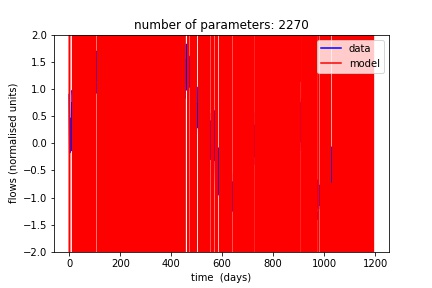 number of parameters: 2270
data
model
2.0
1.5
1.0
0.5
0.0
−0.5
−1.0
−1.5
−2.0
flows (normalised units)
0 200 400 600 800 1000 1200
time (days)